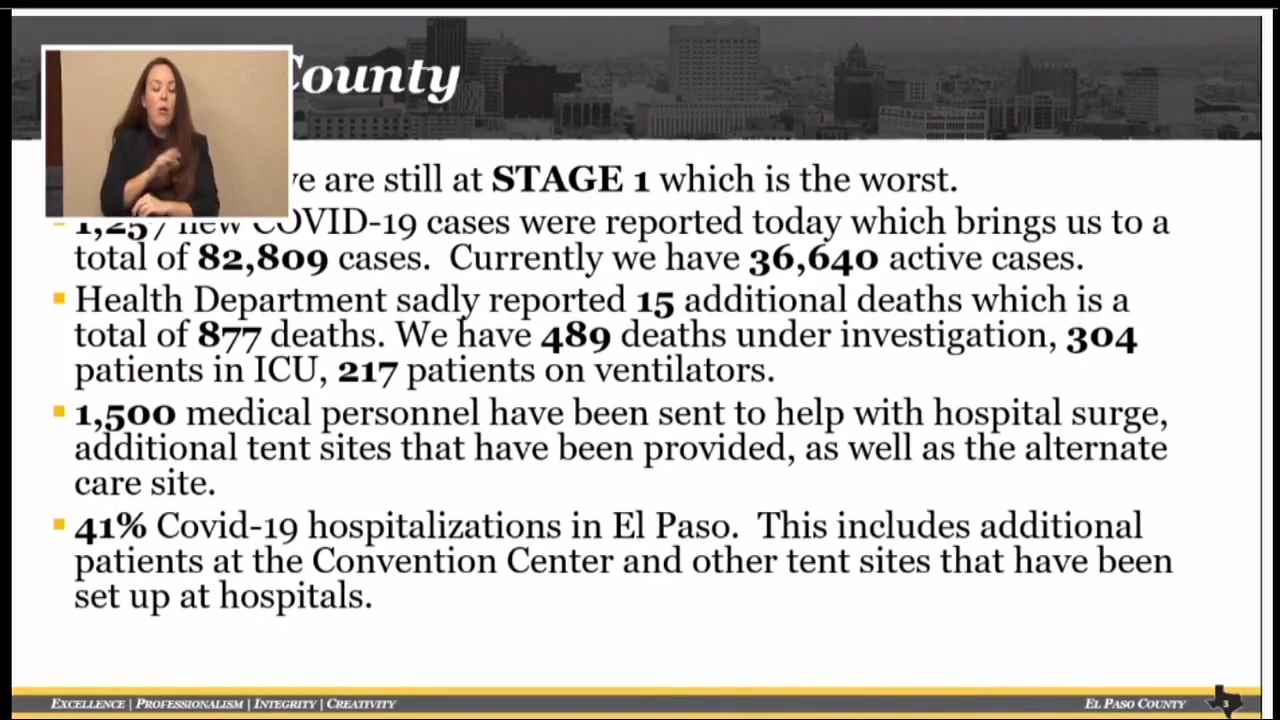 County
are still at STAGE 1 which is the worst.
1,257 new COVID-19 cases were reported today which brings us to a
total of 82,809 cases. Currently we have 36,640 active cases.
Health Department sadly reported 15 additional deaths which is a
total of 877 deaths. We have 489 deaths under investigation, 304
patients in ICU, 217 patients on ventilators.
1,500 medical personnel have been sent to help with hospital surge,
additional tent sites that have been provided, as well as the alternate
care site.
41% Covid-19 hospitalizations in El Paso. This includes additional
patients at the Convention Center and other tent sites that have been
set up at hospitals.
EXCELLENCE | PROFESSIONALISM | INTEGRITY | CREATIVITY
EL PASO COUNTY
3